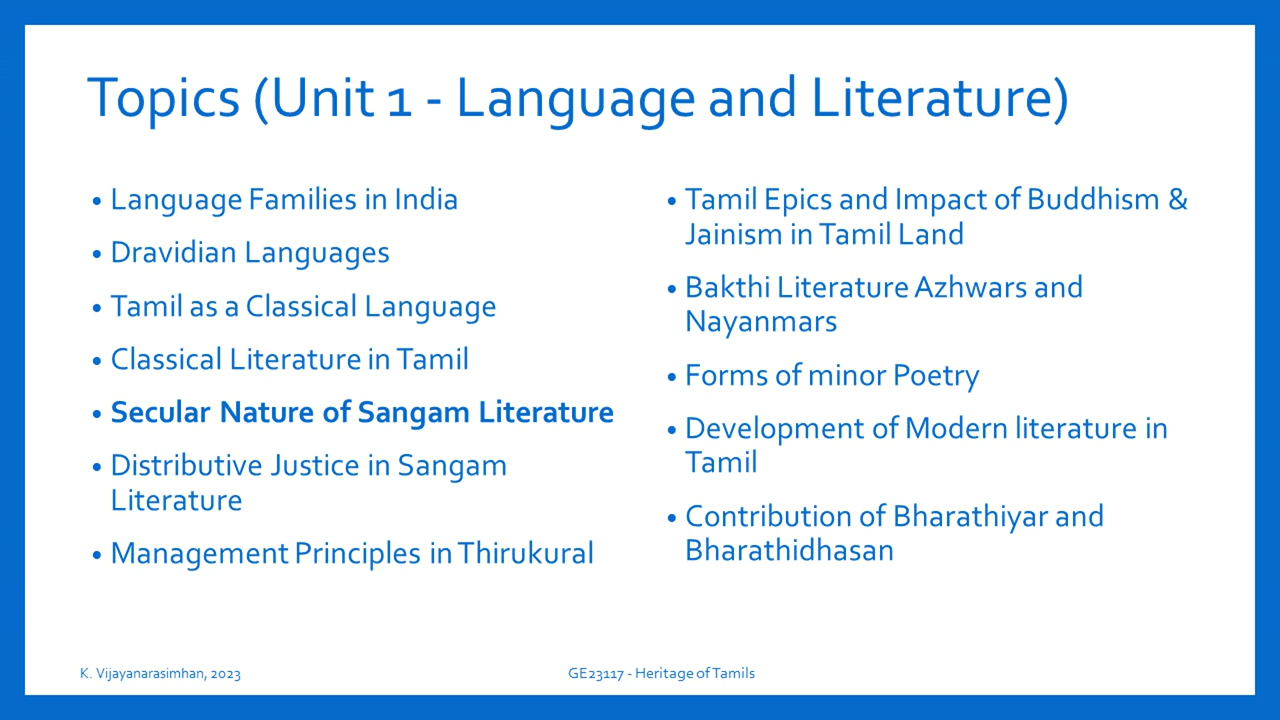 Topics (Unit 1 - Language and Literature)
• Language Families in India
• Dravidian Languages
• Tamil as a Classical Language
• Classical Literature in Tamil
• Secular Nature of Sangam Literature
• Distributive Justice in Sangam
Literature
• Management Principles in Thirukural
• Tamil Epics and Impact of Buddhism &
Jainism in Tamil Land
• Bakthi Literature Azhwars and
Nayanmars
• Forms of minor Poetry
• Development of Modern literature in
Tamil
• Contribution of Bharathiyar and
Bharathidhasan
K. Vijayanarasimhan, 2023
GE23117 - Heritage of Tamils